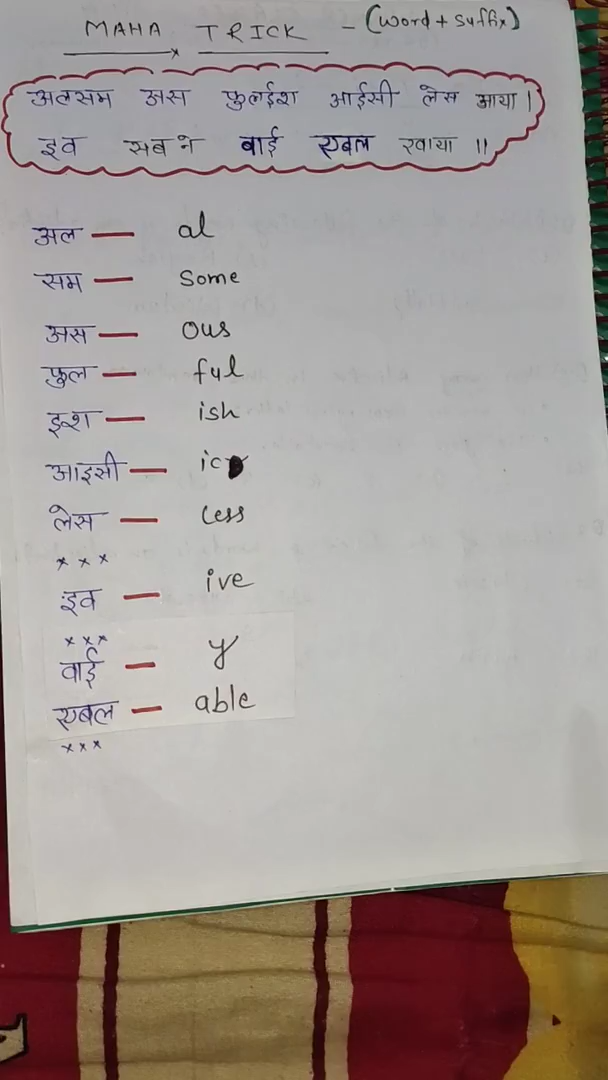 MAHA TRICK - (word + suffix)
अलसम अस फुलईश आईसी लेस आया।
इव सबने वाई एबल खाया॥
अल — al
सम — some
अस — ous
फुल — ful
इश — ish
आइसी — ic
लेस — less
× × ×
इव — ive
× × ×
वाई — y
एबल — able
× × ×